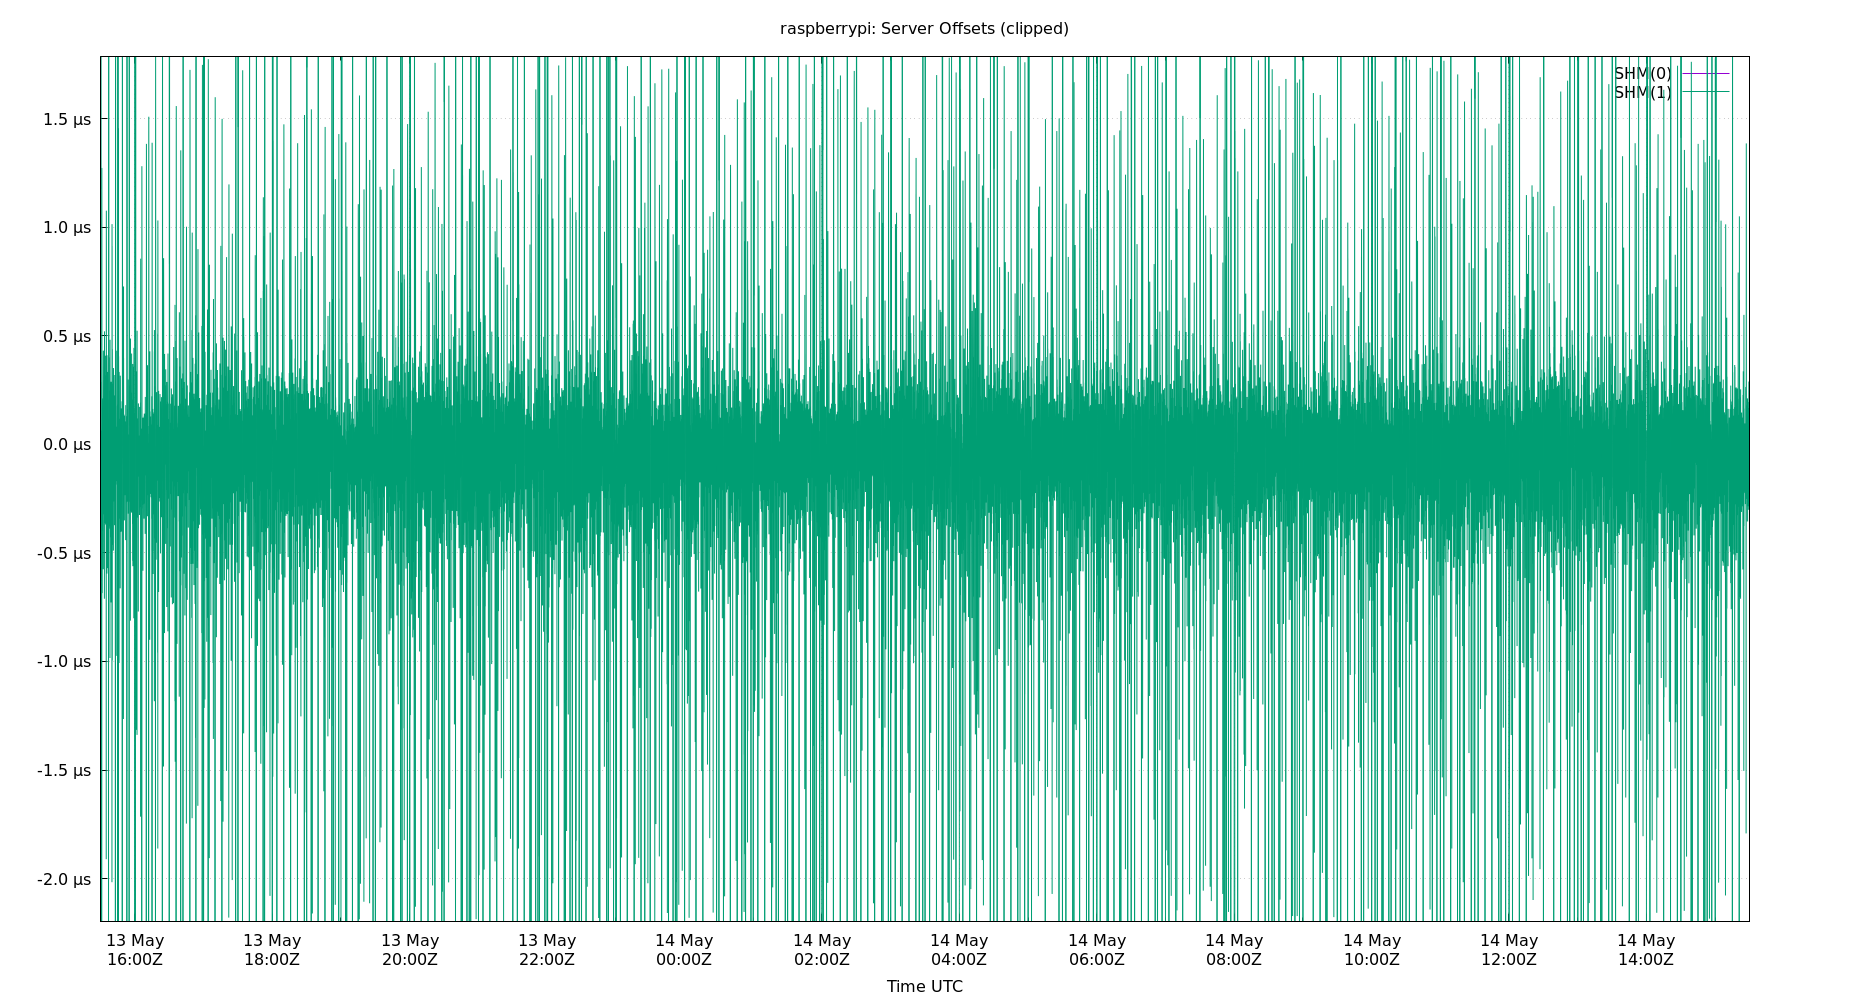 raspberrypi: Server Offsets (clipped)
SHM(0)
SHM(1)
1.5 µs
1.0 µs
0.5 µs
0.0 µs
-0.5 µs
-1.0 µs
-1.5 µs
-2.0 µs
13 May 13 May 13 May 13 May 14 May 14 May 14 May 14 May 14 May 14 May 14 May 14 May
16:00Z 18:00Z 20:00Z 22:00Z 00:00Z 02:00Z 04:00Z 06:00Z 08:00Z 10:00Z 12:00Z 14:00Z
Time UTC